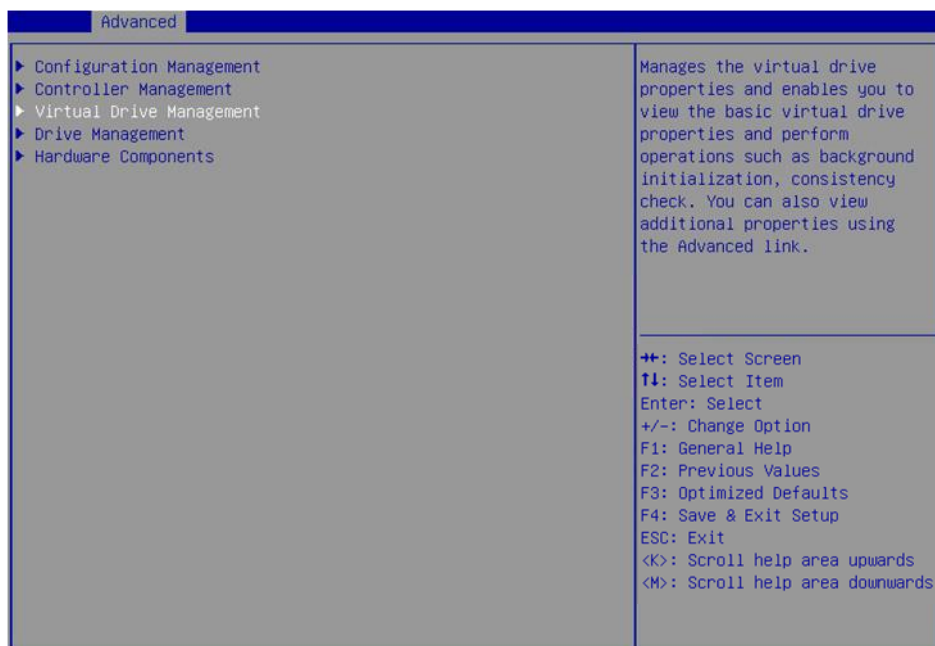 Advanced
Configuration Management
Controller Management
Virtual Drive Management
Drive Management
Hardware Components
Manages the virtual drive
properties and enables you to
view the basic virtual drive
properties and perform
operations such as background
initialization, consistency
check. You can also view
additional properties using
the Advanced link.
→←: Select Screen
↑↓: Select Item
Enter: Select
+/-: Change Option
F1: General Help
F2: Previous Values
F3: Optimized Defaults
F4: Save & Exit Setup
ESC: Exit
<K>: Scroll help area upwards
<M>: Scroll help area downwards